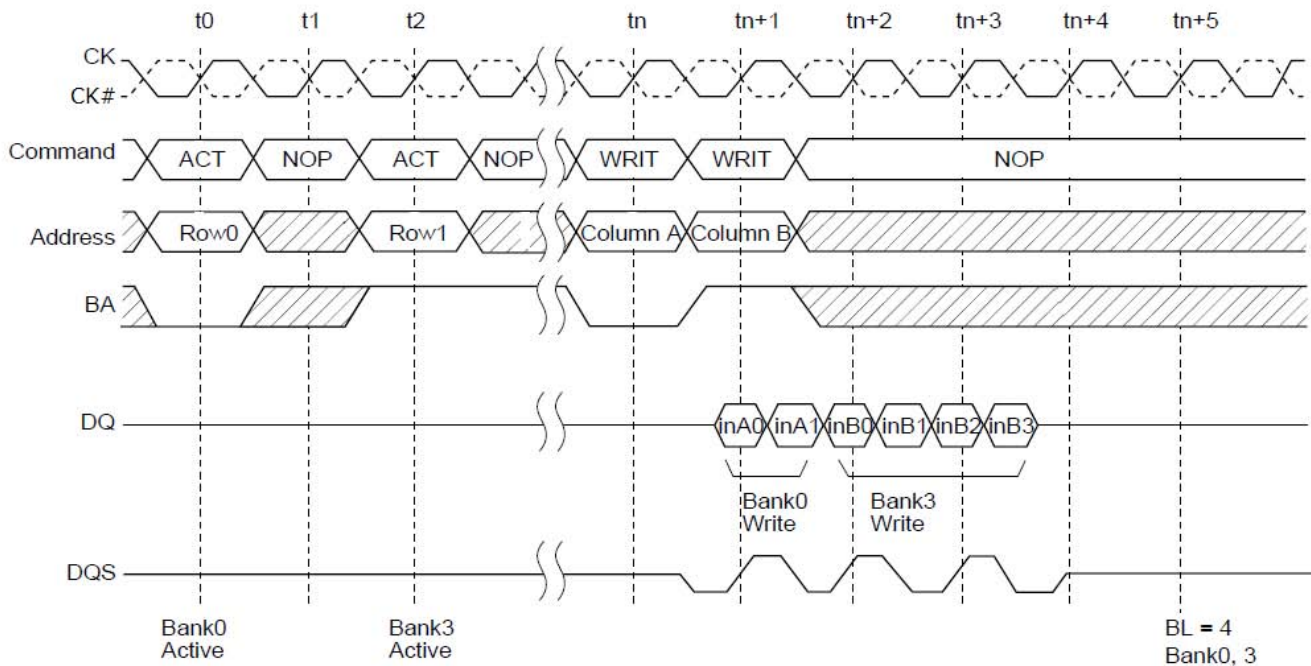 t0 t1 t2 tn tn+1 tn+2 tn+3 tn+4 tn+5
CK
CK#
Command ACT NOP ACT NOP WRIT WRIT NOP
Address Row0 Row1 Column A Column B
BA
DQ inA0 inA1 inB0 inB1 inB2 inB3
Bank0 Bank3
Write Write
DQS
Bank0 Bank3 BL = 4
Active Active Bank0, 3